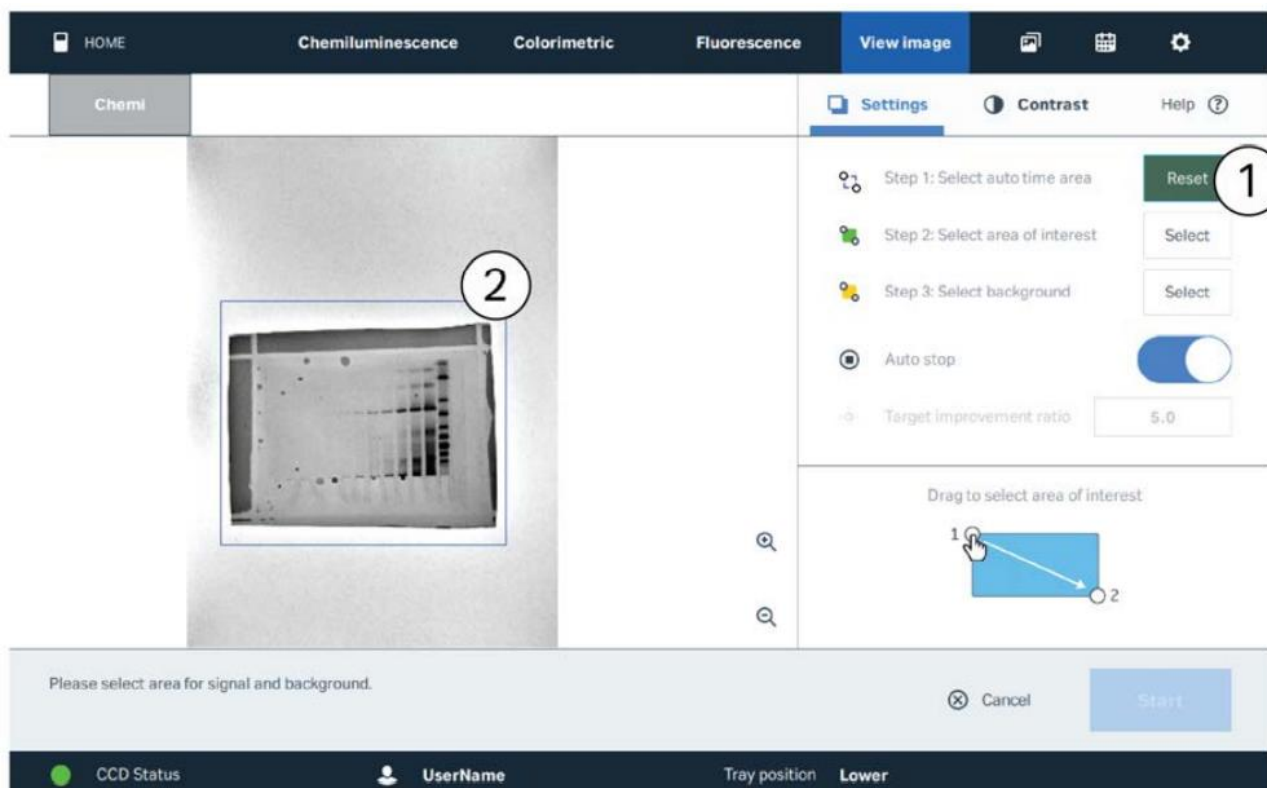 HOME Chemiluminescence Colorimetric Fluorescence View image
Chemi
Settings Contrast Help ?
Step 1: Select auto time area Reset 1
Step 2: Select area of interest Select
2
Step 3: Select background Select
Auto stop
Target improvement ratio 5.0
Drag to select area of interest
1
2
Please select area for signal and background.
Cancel Start
CCD Status UserName Tray position Lower